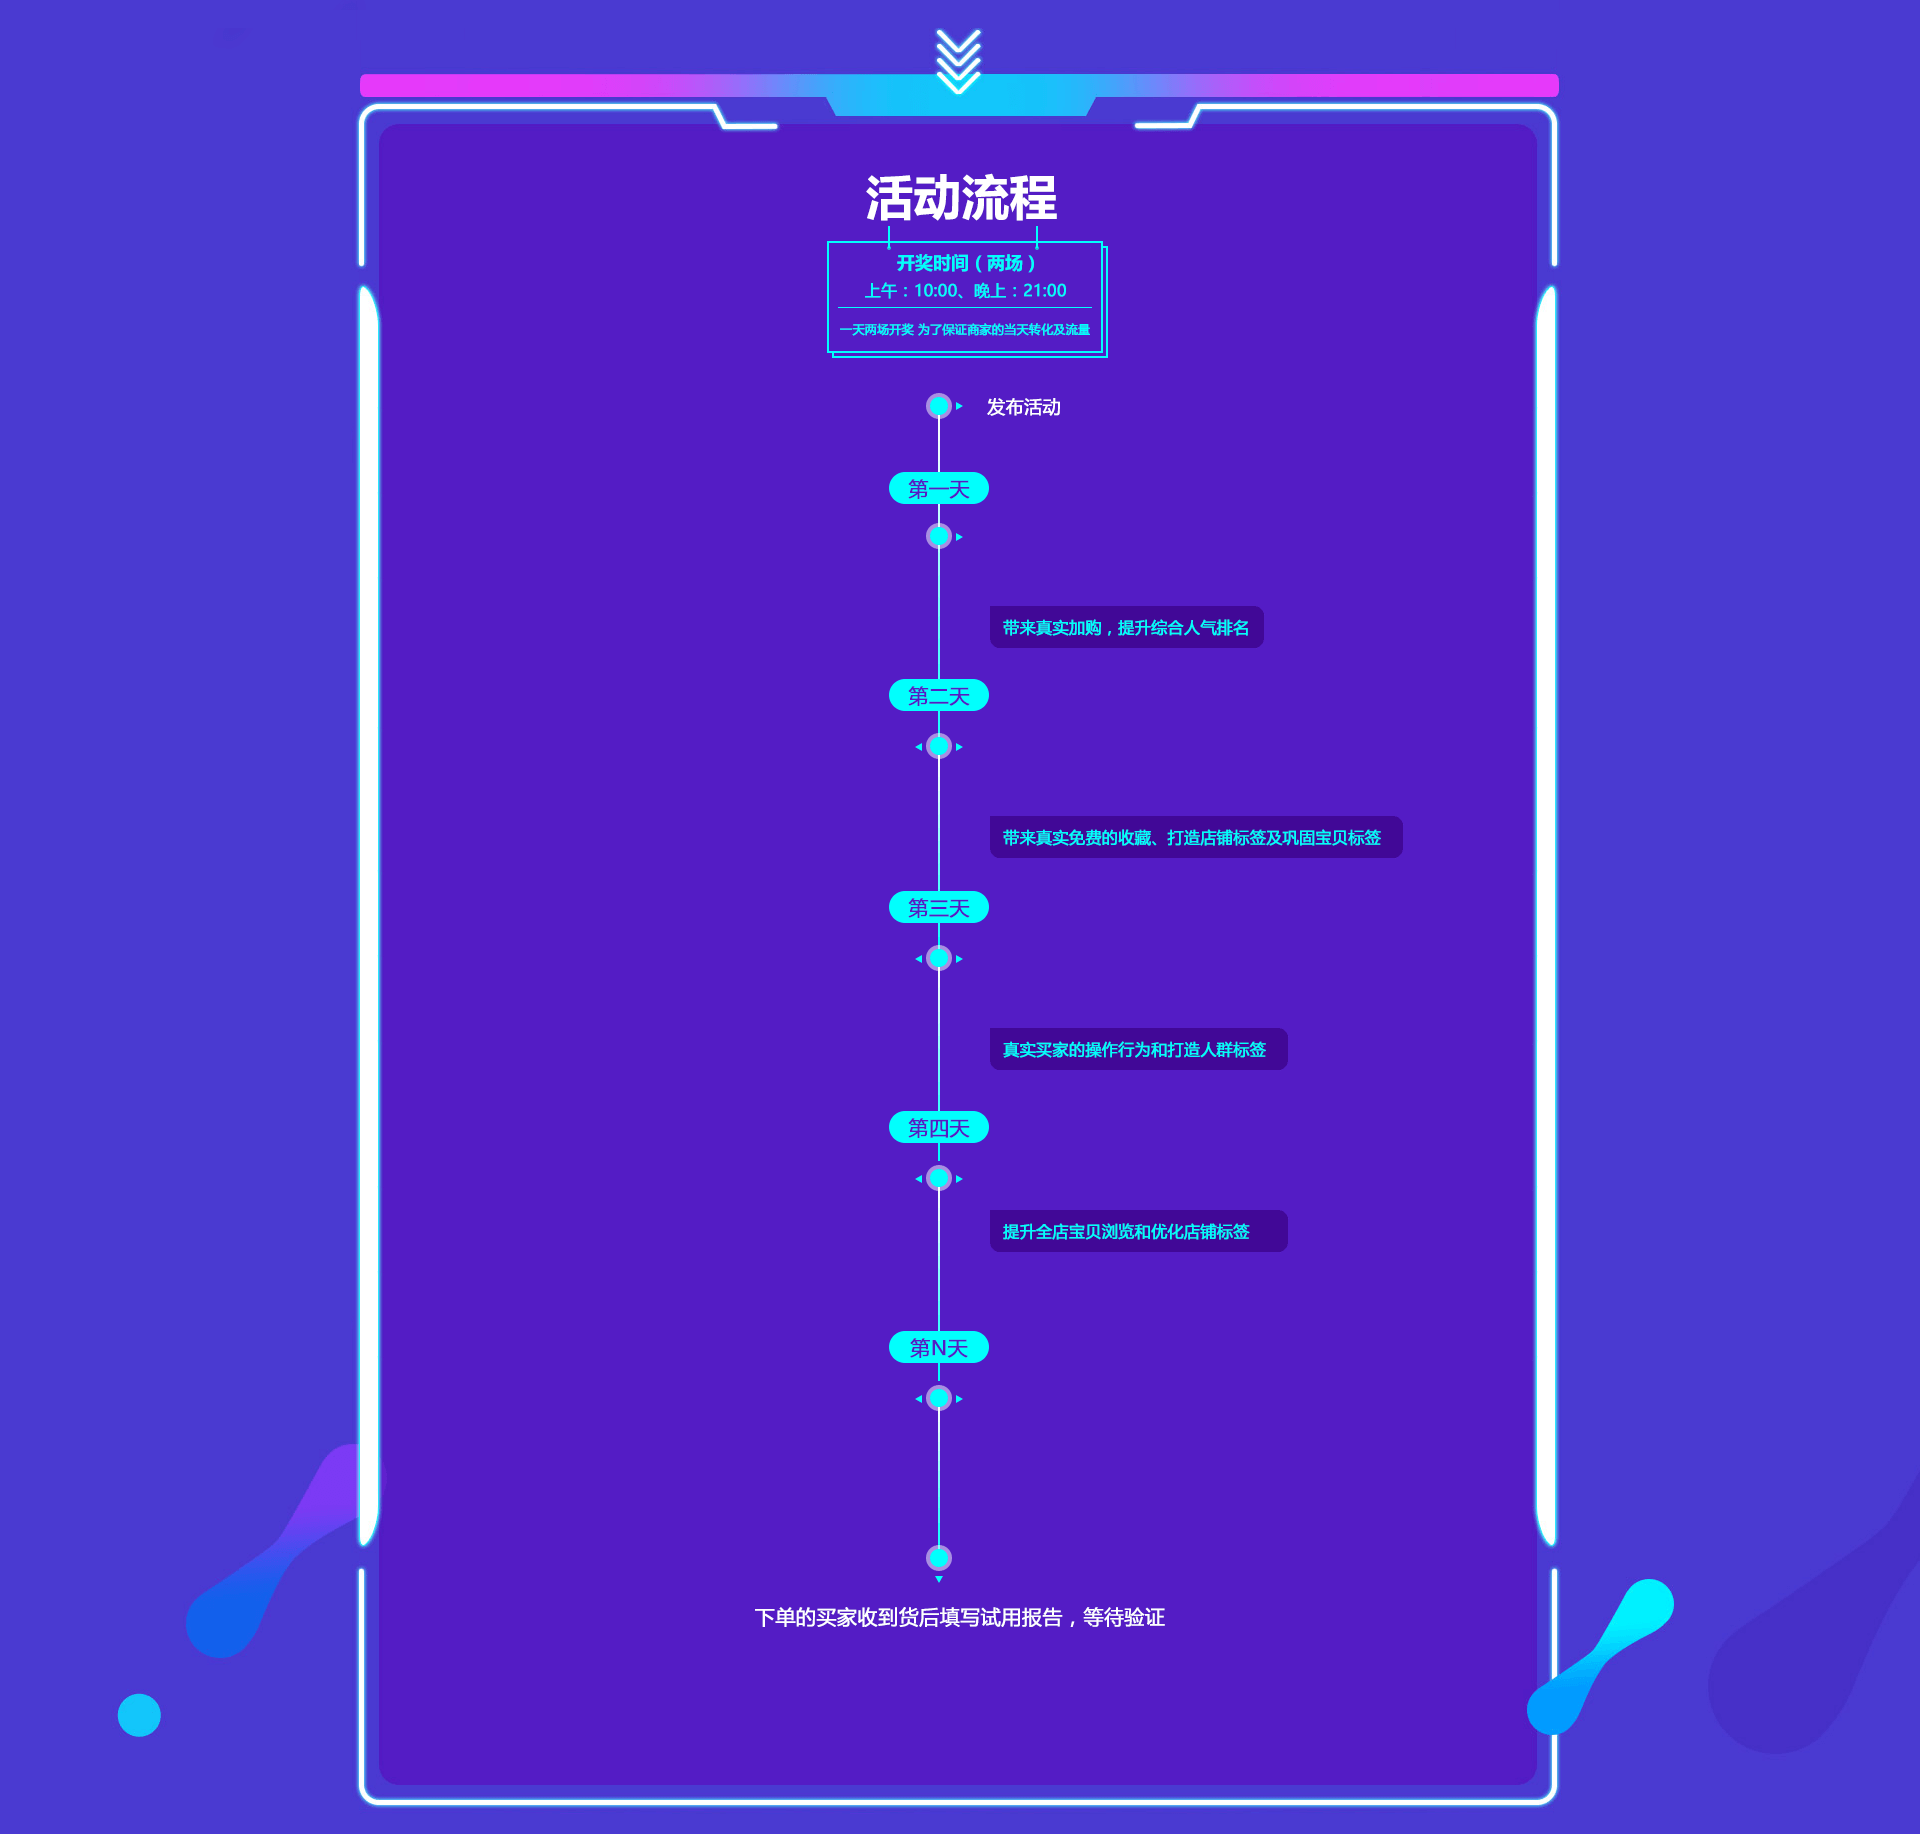 活动流程
开奖时间（两场）
上午：10:00、晚上：21:00
一天两场开奖 为了保证商家的当天转化及流量
发布活动
第一天
带来真实加购，提升综合人气排名
第二天
带来真实免费的收藏、打造店铺标签及巩固宝贝标签
第三天
真实买家的操作行为和打造人群标签
第四天
提升全店宝贝浏览和优化店铺标签
第N天
下单的买家收到货后填写试用报告，等待验证